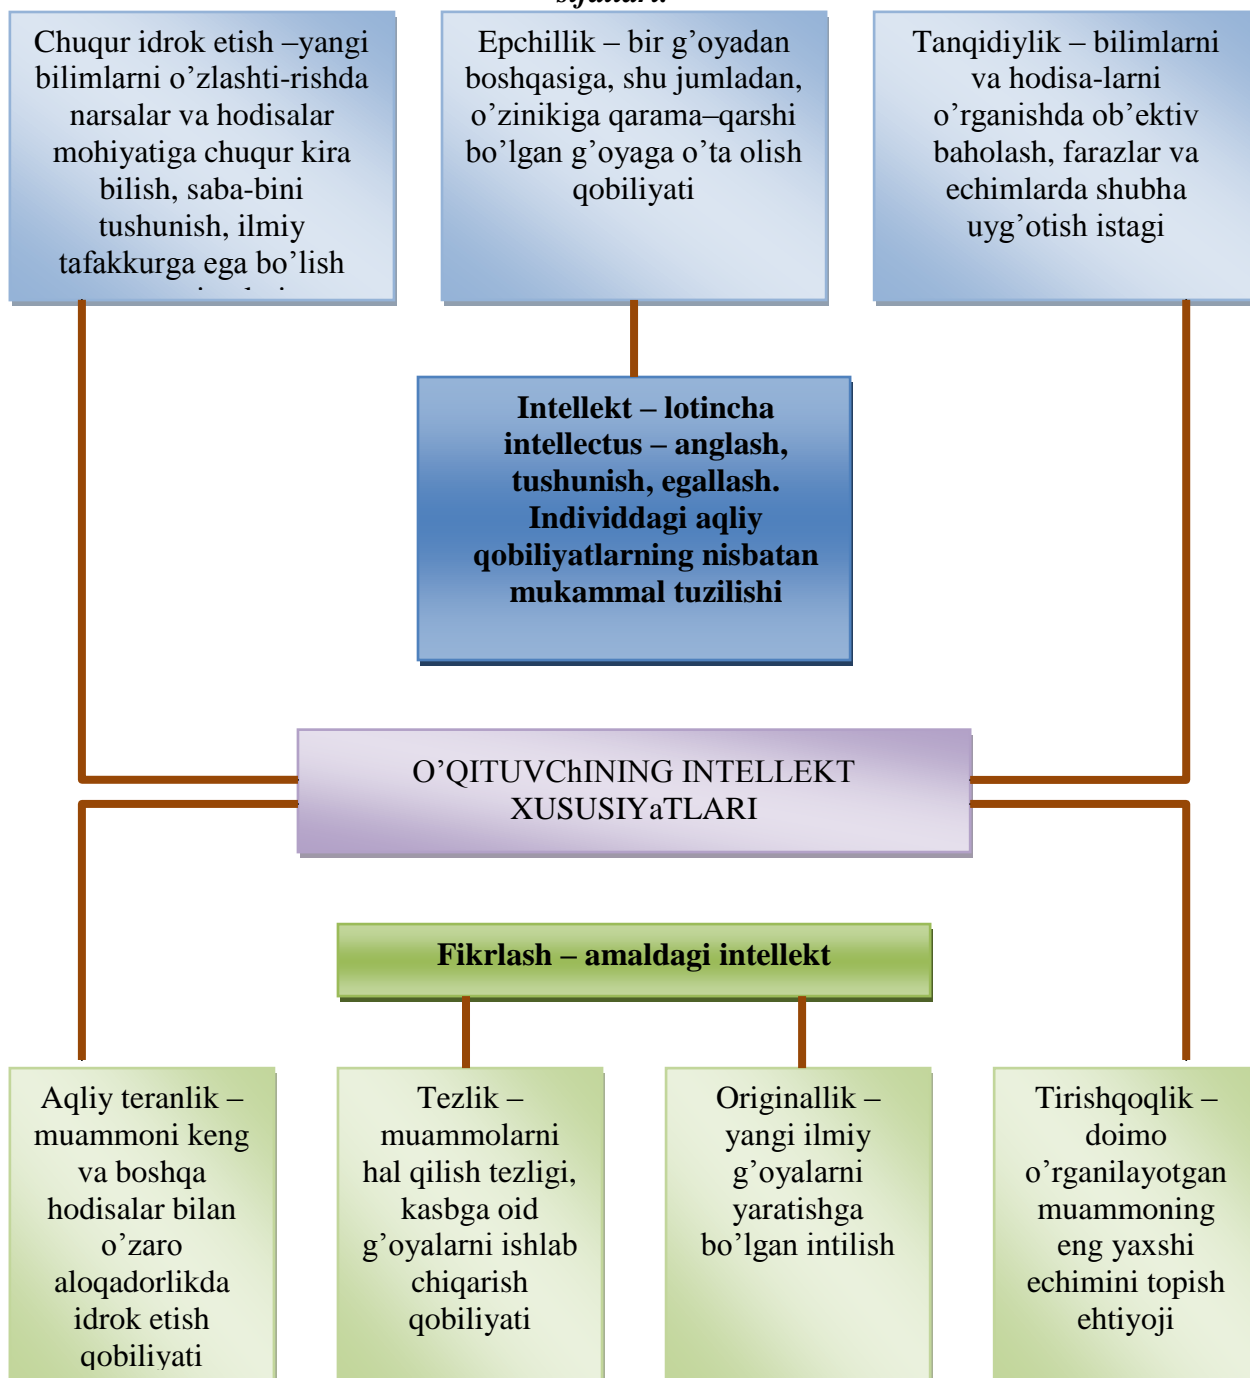 sifatlari.
Chuqur idrok etish –yangi
bilimlarni o’zlashti-rishda
narsalar va hodisalar
mohiyatiga chuqur kira
bilish, saba-bini
tushunish, ilmiy
tafakkurga ega bo’lish
Epchillik – bir g’oyadan
boshqasiga, shu jumladan,
o’zinikiga qarama–qarshi
bo’lgan g’oyaga o’ta olish
qobiliyati
Tanqidiylik – bilimlarni
va hodisa-larni
o’rganishda ob’ektiv
baholash, farazlar va
echimlarda shubha
uyg’otish istagi
Intellekt – lotincha
intellectus – anglash,
tushunish, egallash.
Individdagi aqliy
qobiliyatlarning nisbatan
mukammal tuzilishi
O’QITUVChINING INTELLEKT
XUSUSIYaTLARI
Fikrlash – amaldagi intellekt
Aqliy teranlik –
muammoni keng
va boshqa
hodisalar bilan
o’zaro
aloqadorlikda
idrok etish
qobiliyati
Tezlik –
muammolarni
hal qilish tezligi,
kasbga oid
g’oyalarni ishlab
chiqarish
qobiliyati
Originallik –
yangi ilmiy
g’oyalarni
yaratishga
bo’lgan intilish
Tirishqoqlik –
doimo
o’rganilayotgan
muammoning
eng yaxshi
echimini topish
ehtiyoji